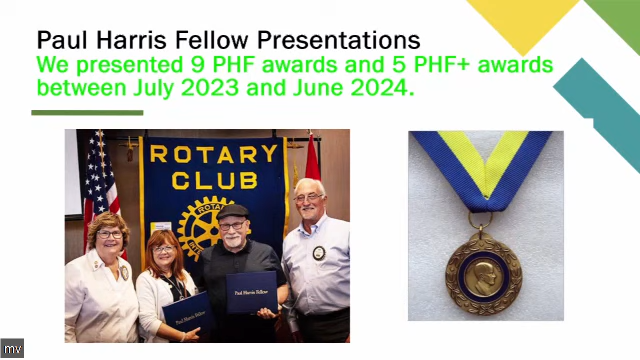 Paul Harris Fellow Presentations
We presented 9 PHF awards and 5 PHF+ awards
between July 2023 and June 2024.
ROTARY
CLUB
ROTARY
Paul Harris Fellow
Paul Harris Fellow
mv